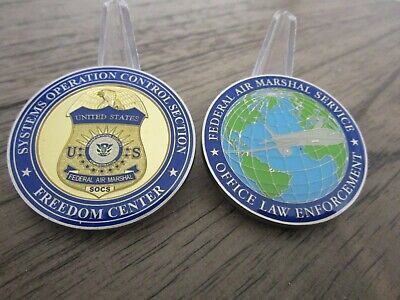 SYSTEMS OPERATION CONTROL SECTION
UNITED STATES
U S
FEDERAL AIR MARSHAL
SOCS
FREEDOM CENTER
FEDERAL AIR MARSHAL SERVICE
OFFICE LAW ENFORCEMENT